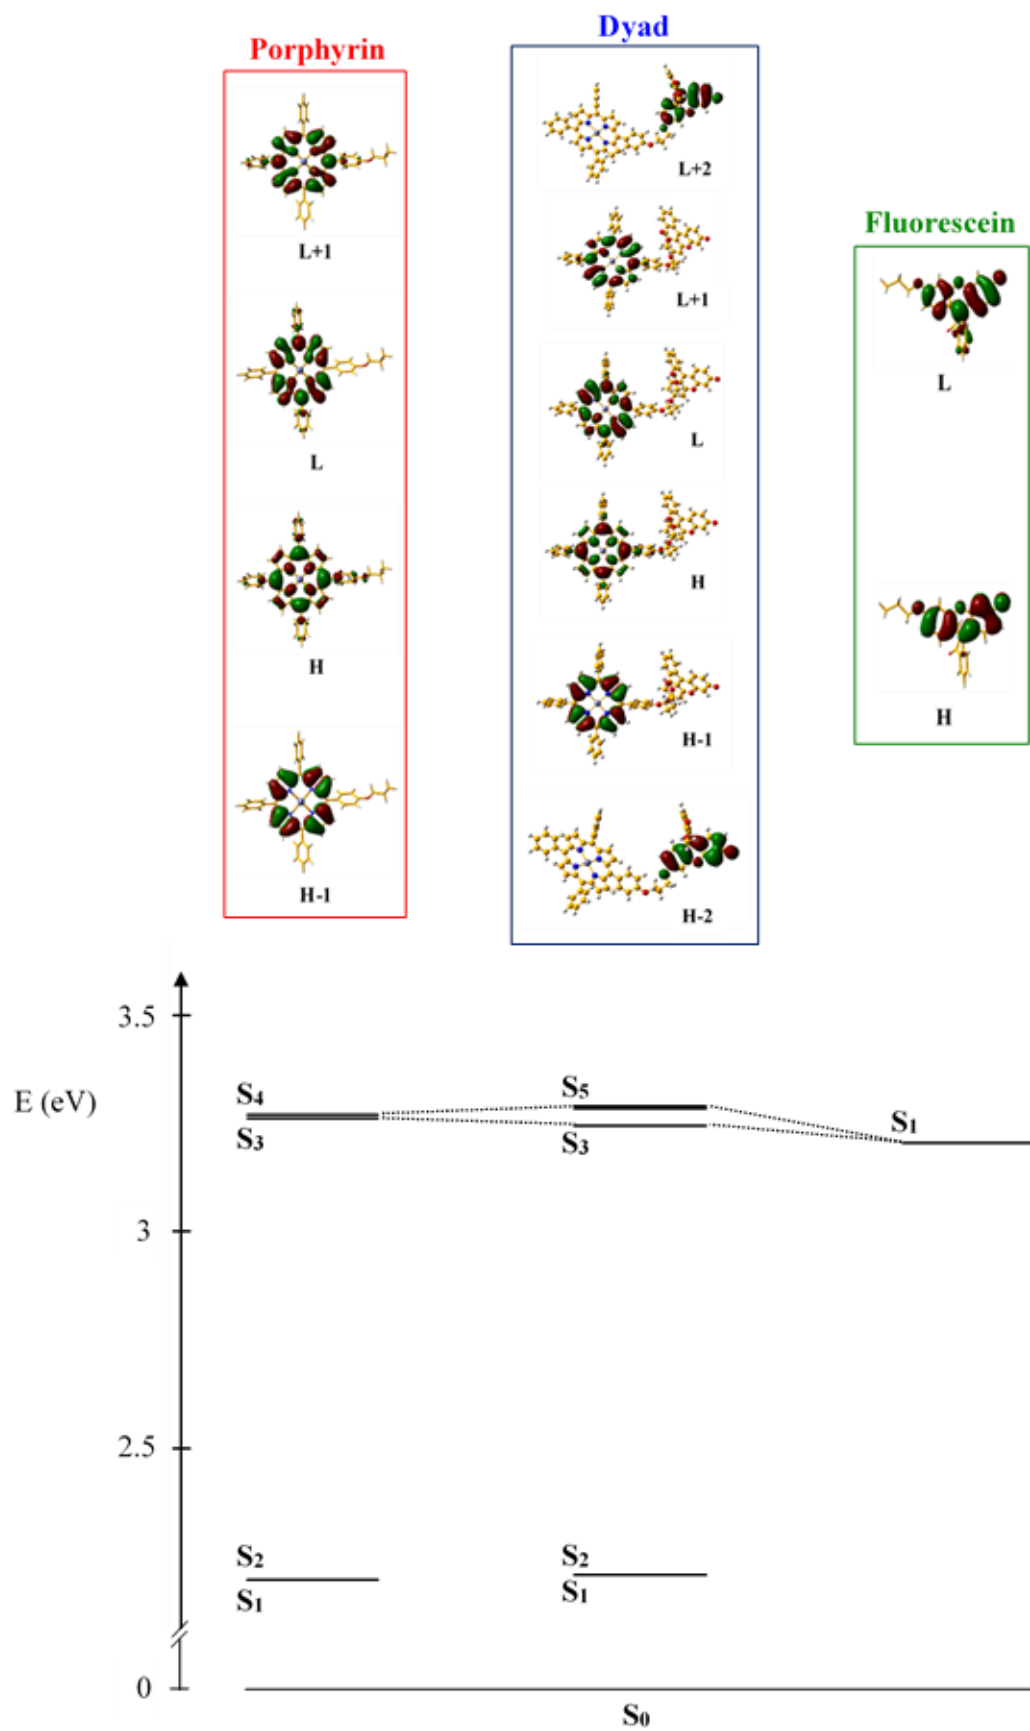 Porphyrin
L+1
L
H
H-1
Dyad
L+2
L+1
L
H
H-1
H-2
Fluorescein
L
H
3.5
E (eV)
3
2.5
0
S₄
S₃
S₂
S₁
S₅
S₃
S₂
S₁
S₁
S₀